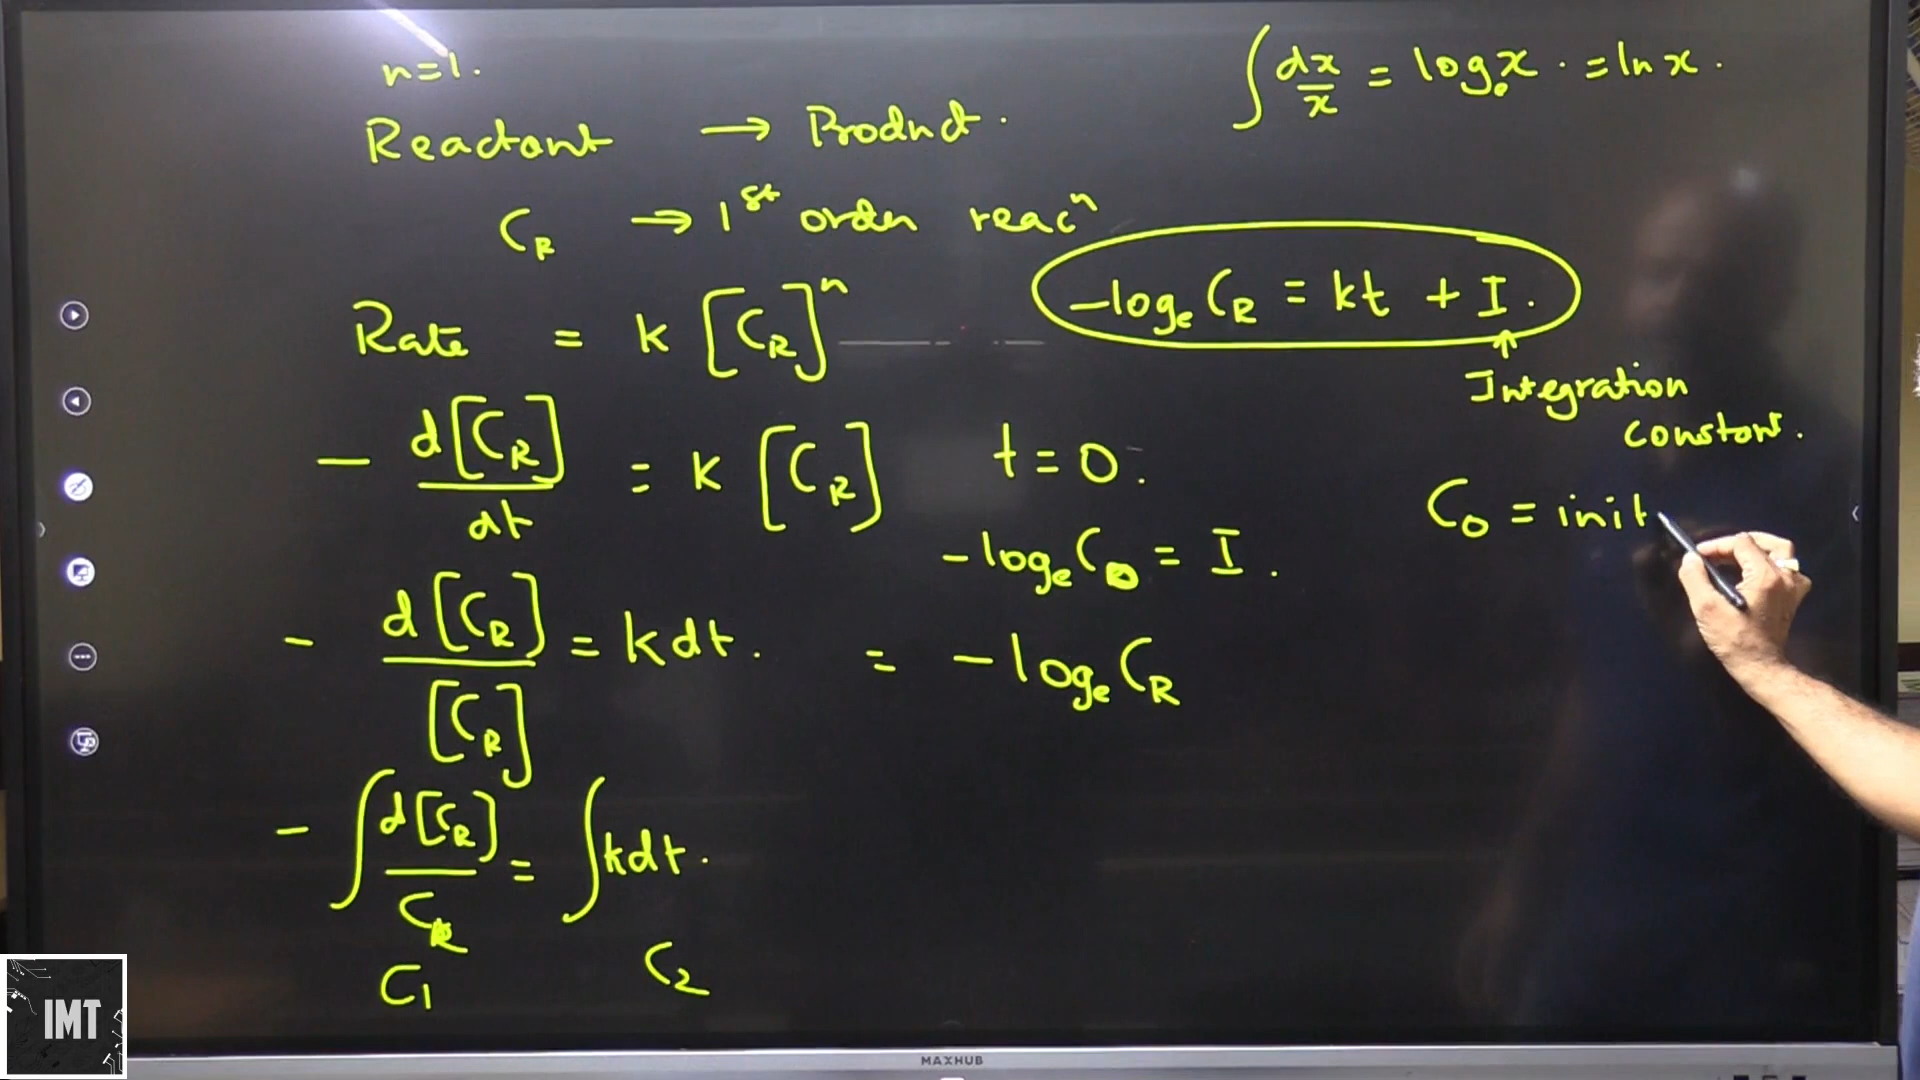 n=1.
Reactant → Product.
C_R → 1st order reacⁿ
Rate = k [C_R]ⁿ
- d[C_R]/dt = k [C_R]
- d[C_R]/[C_R] = kdt.
- ∫ d[C_R]/C_R = ∫kdt.
C_1 C_2
∫ dx/x = log_e x . = ln x .
-log_e C_R = kt + I.
↑
Integration
constant.
t = 0.
-log_e C_0 = I .
= - log_e C_R
C_0 = init
IMT
MAXHUB